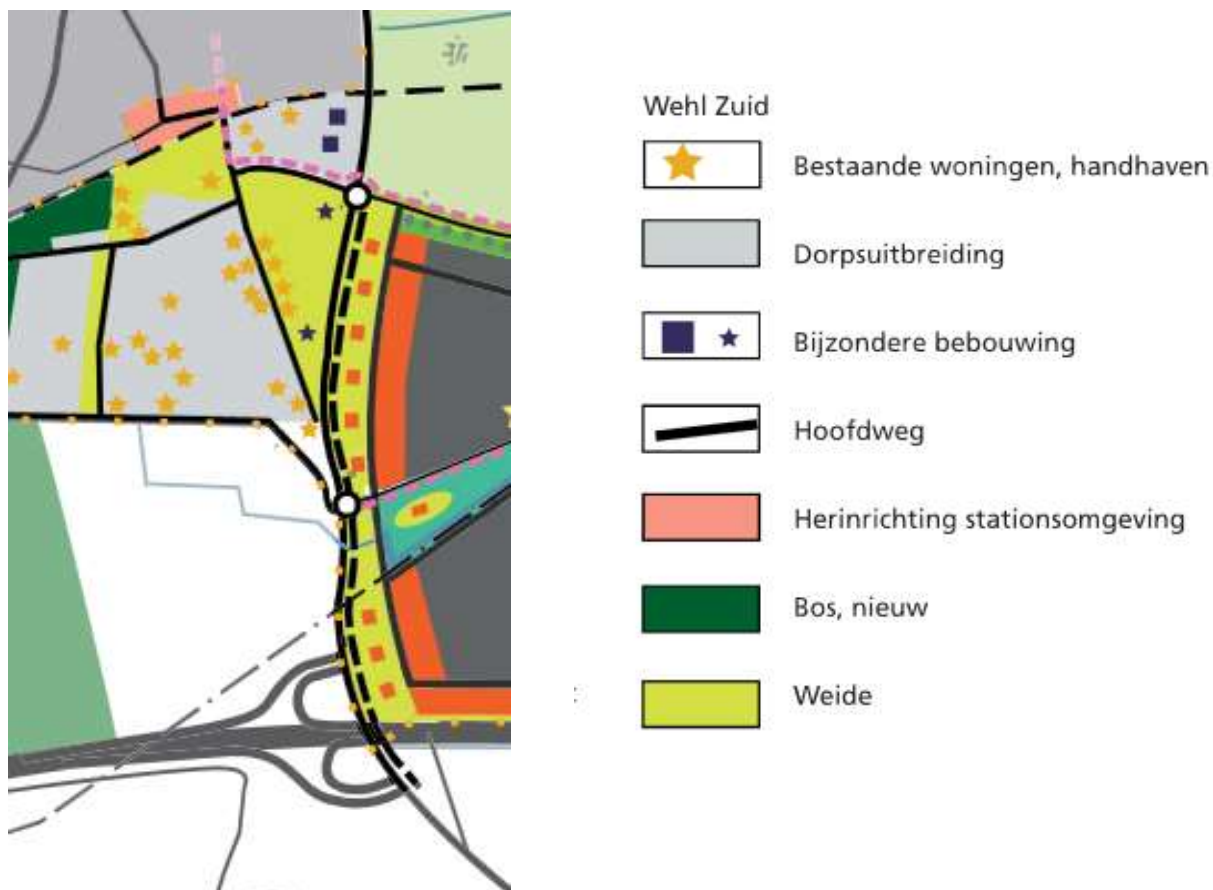 Wehl Zuid
Bestaande woningen, handhaven
Dorpsuitbreiding
Bijzondere bebouwing
Hoofdweg
Herinrichting stationsomgeving
Bos, nieuw
Weide